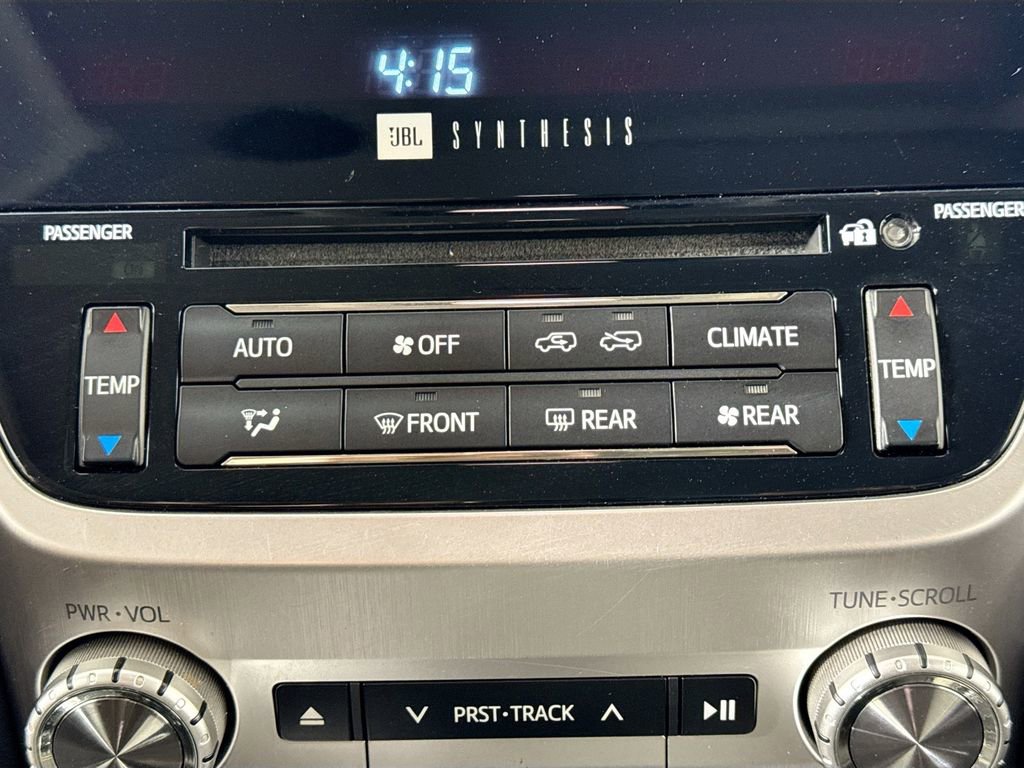 4:15
JBL SYNTHESIS
PASSENGER PASSENGER
AUTO OFF CLIMATE
TEMP TEMP
FRONT REAR REAR
PWR·VOL TUNE·SCROLL
PRST·TRACK